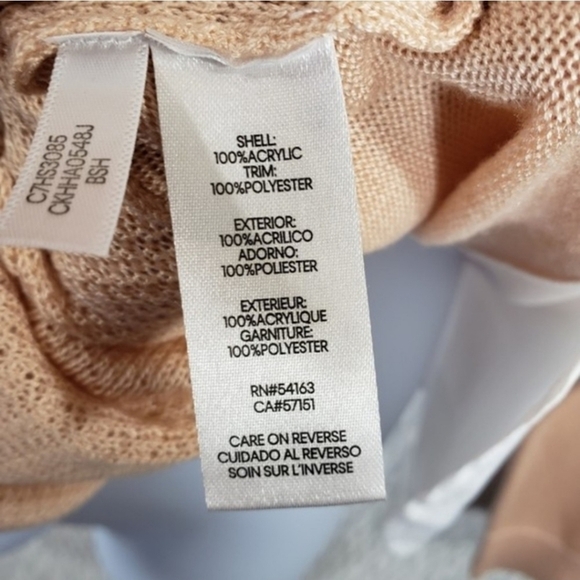 C7HS3085
CKHHAD548J
BSH
SHELL:
100%ACRYLIC
TRIM:
100%POLYESTER
EXTERIOR:
100%ACRILICO
ADORNO:
100%POLIESTER
EXTERIEUR:
100%ACRYLIQUE
GARNITURE:
100%POLYESTER
RN#54163
CA#57151
CARE ON REVERSE
CUIDADO AL REVERSO
SOIN SUR L'INVERSE